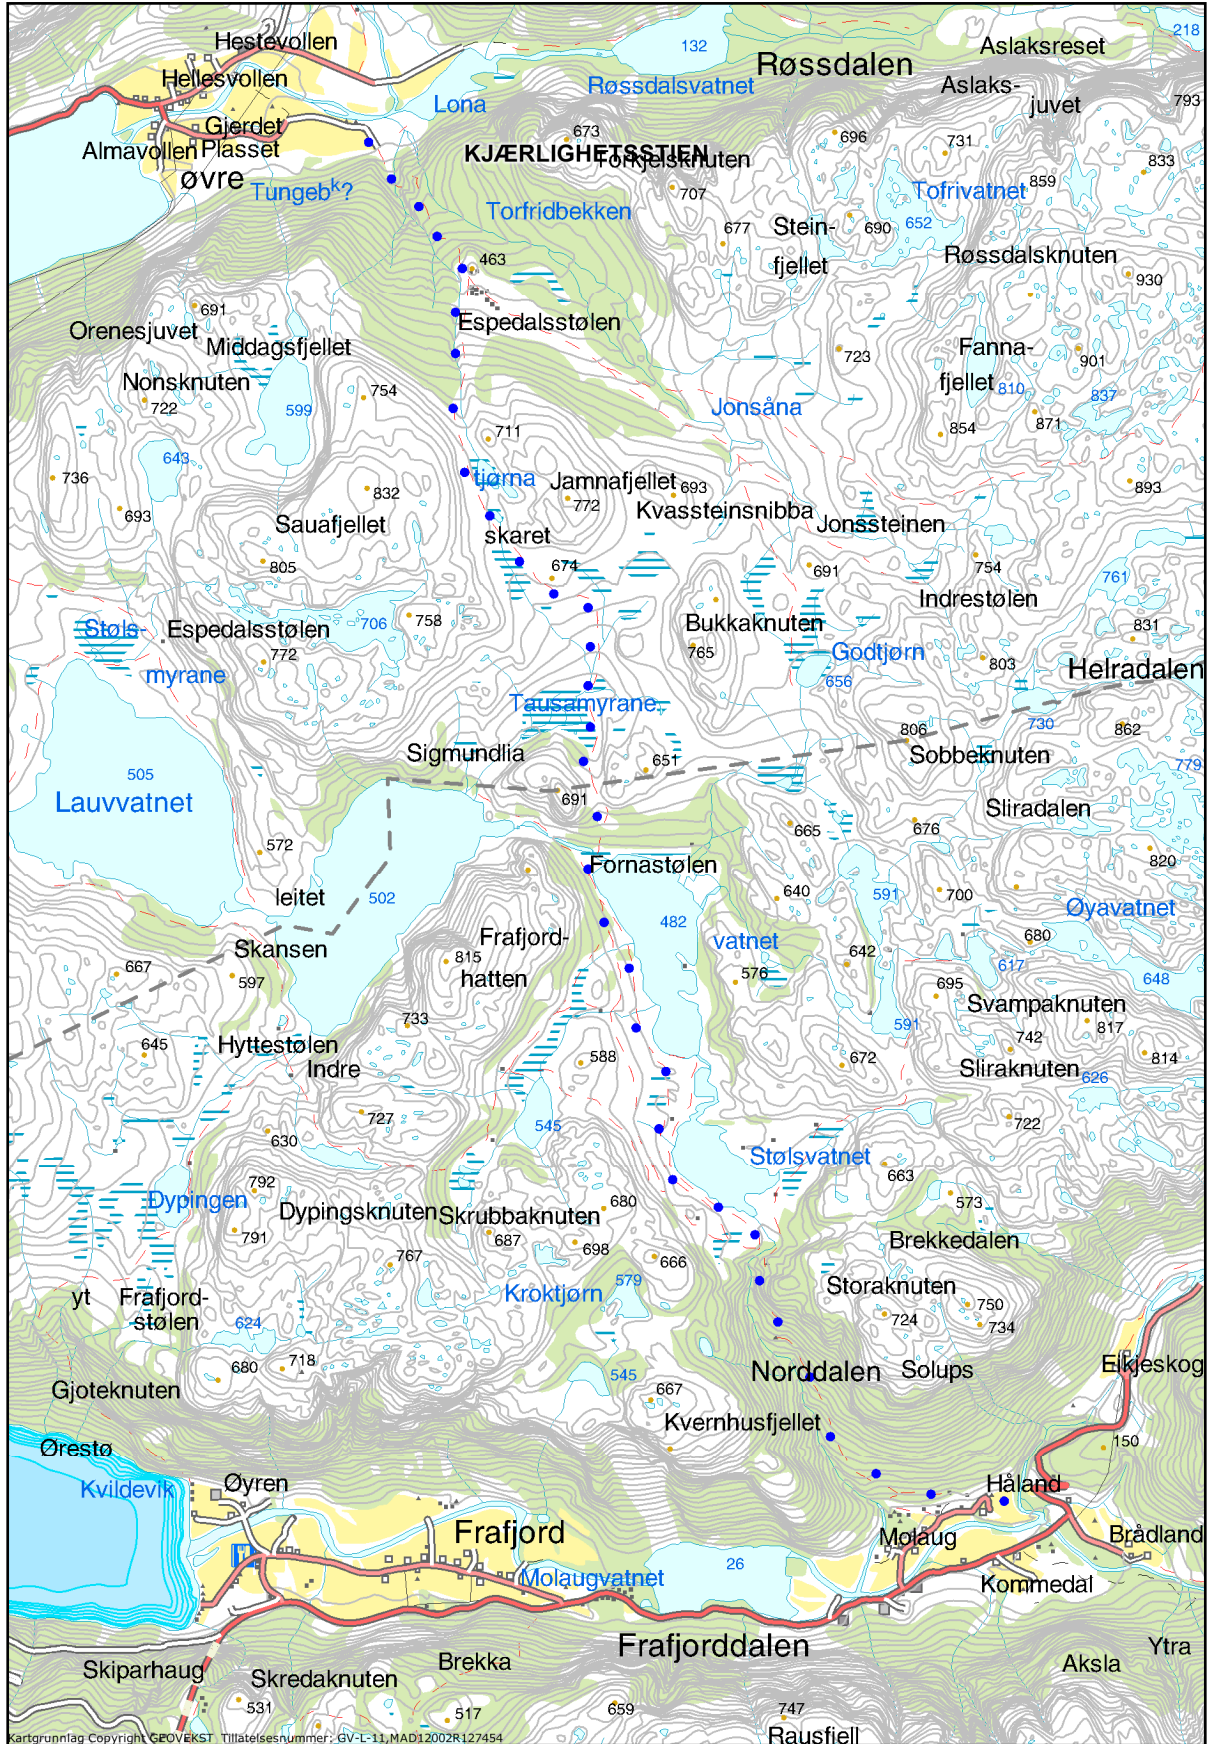 Hestevollen
132
218
Aslaksreset
Røssdalen
Hellesvollen
Røssdalsvatnet
Aslaks-
juvet
793
Lona
Gjerdet
673
696
731
Almavollen
Plasset
KJÆRLIGHETSSTIEN
Torkjelsknuten
833
øvre
Tungebᵏ?
707
859
Tofrivatnet
Torfridbekken
677
Stein-
fjellet
690
652
Røssdalsknuten
463
930
691
Orenesjuvet
Middagsfjellet
Espedalsstølen
723
Fanna-
fjellet
901
Nonsknuten
722
754
599
810
837
Jonsåna
871
854
711
643
736
tjørna
Jamnafjellet
693
832
772
893
693
Sauafjellet
Kvassteinsnibba
Jonssteinen
skaret
805
674
691
754
761
Indrestølen
Støls-
myrane
Espedalsstølen
706
758
Bukkaknuten
831
772
765
Godtjørn
803
Helradalen
656
Tausamyrane
730
806
862
Sigmundlia
651
Sobbeknuten
505
779
Lauvvatnet
691
Sliradalen
665
676
572
820
Fornastølen
leitet
502
640
591
700
Øyavatnet
482
Frafjord-
hatten
vatnet
Skansen
680
815
642
667
597
576
617
648
695
Svampaknuten
733
591
817
645
Hyttestølen
742
Indre
588
672
814
Sliraknuten
626
727
545
722
630
Stølsvatnet
663
792
Dypingen
573
Dypingsknuten
Skrubbaknuten
680
791
687
698
Brekkedalen
767
666
Storaknuten
yt
Frafjord-
stølen
Kroktjørn
579
750
724
734
624
680
718
Norddalen
Solups
Elkjeskog
Gjoteknuten
545
667
Kvernhusfjellet
Ørestø
150
Kvildevik
Øyren
Håland
Frafjord
Molaug
Brådland
26
Molaugvatnet
Kommedal
Frafjorddalen
Ytra
Skiparhaug
Skredaknuten
Brekka
Aksla
531
517
659
747
Rausfjell
Kartgrunnlag Copyright GEOVEKST Tillatelsesnummer: GV-L-11,MAD12002R127454